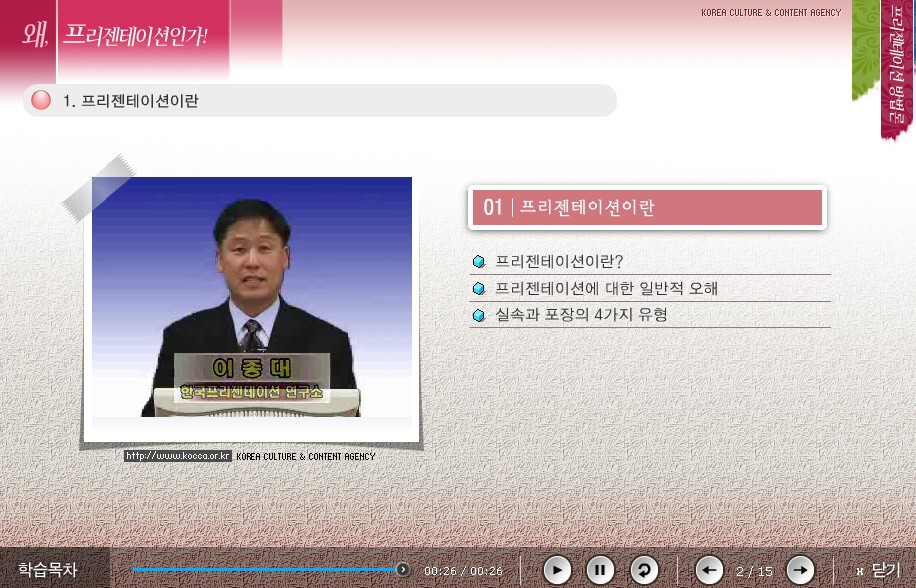 왜, 프리젠테이션인가!
KOREA CULTURE & CONTENT AGENCY
프리젠테이션 방법론
1. 프리젠테이션이란
01 | 프리젠테이션이란
프리젠테이션이란?
프리젠테이션에 대한 일반적 오해
실속과 포장의 4가지 유형
이 종 대
한국프리젠테이션 연구소
http://www.kocca.or.kr KOREA CULTURE & CONTENT AGENCY
학습목차
00:26 / 00:26
2 / 15
x 닫기